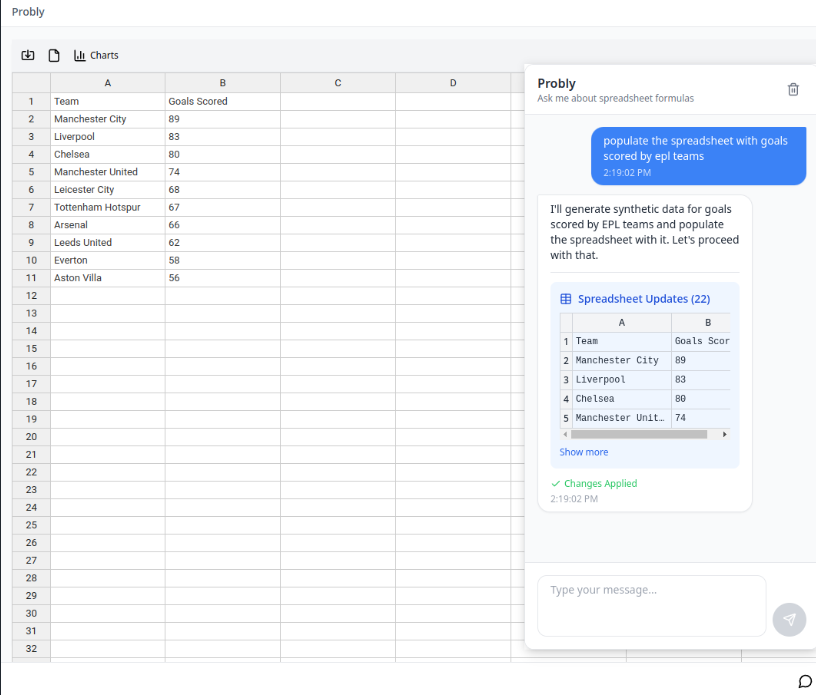 Probly
Charts
A B C D
1 Team Goals Scored
2 Manchester City 89
3 Liverpool 83
4 Chelsea 80
5 Manchester United 74
6 Leicester City 68
7 Tottenham Hotspur 67
8 Arsenal 66
9 Leeds United 62
10 Everton 58
11 Aston Villa 56
12
13
14
15
16
17
18
19
20
21
22
23
24
25
26
27
28
29
30
31
32
Probly
Ask me about spreadsheet formulas
populate the spreadsheet with goals
scored by epl teams
2:19:02 PM
I'll generate synthetic data for goals
scored by EPL teams and populate
the spreadsheet with it. Let's proceed
with that.
Spreadsheet Updates (22)
A B
1 Team Goals Scor
2 Manchester City 89
3 Liverpool 83
4 Chelsea 80
5 Manchester Unit… 74
Show more
Changes Applied
2:19:02 PM
Type your message...